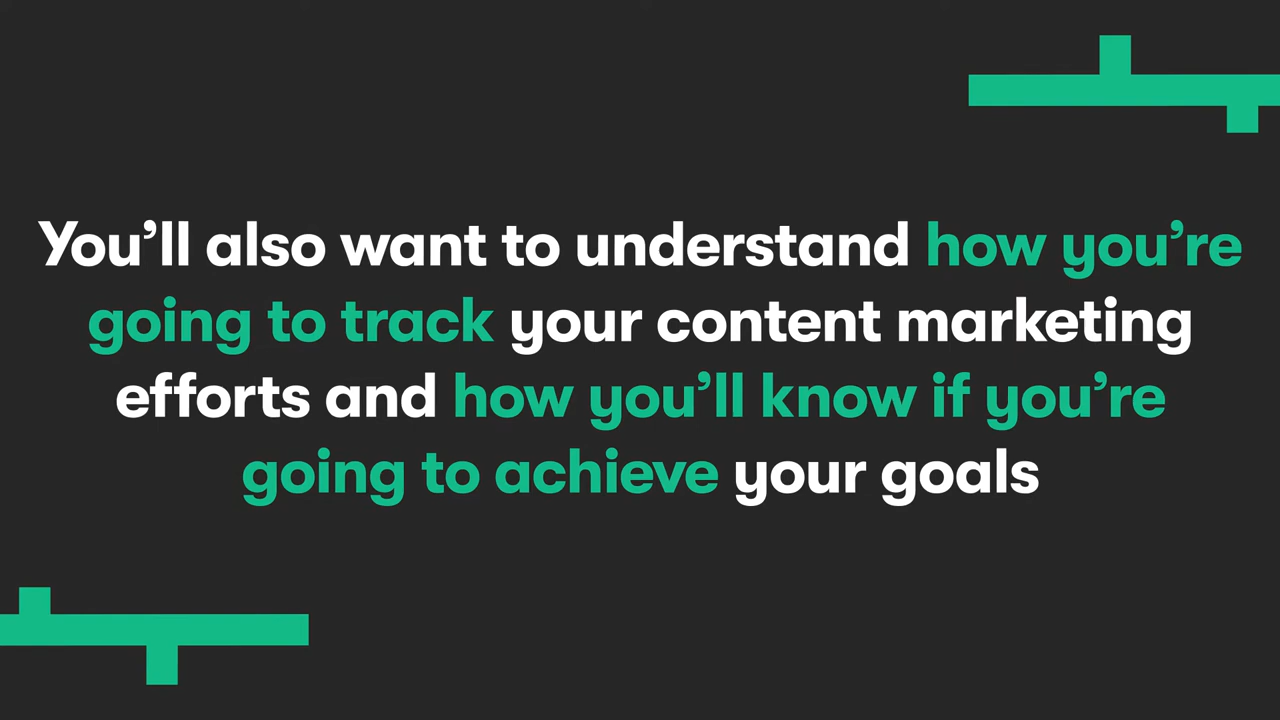 You’ll also want to understand how you’re
going to track your content marketing
efforts and how you’ll know if you’re
going to achieve your goals